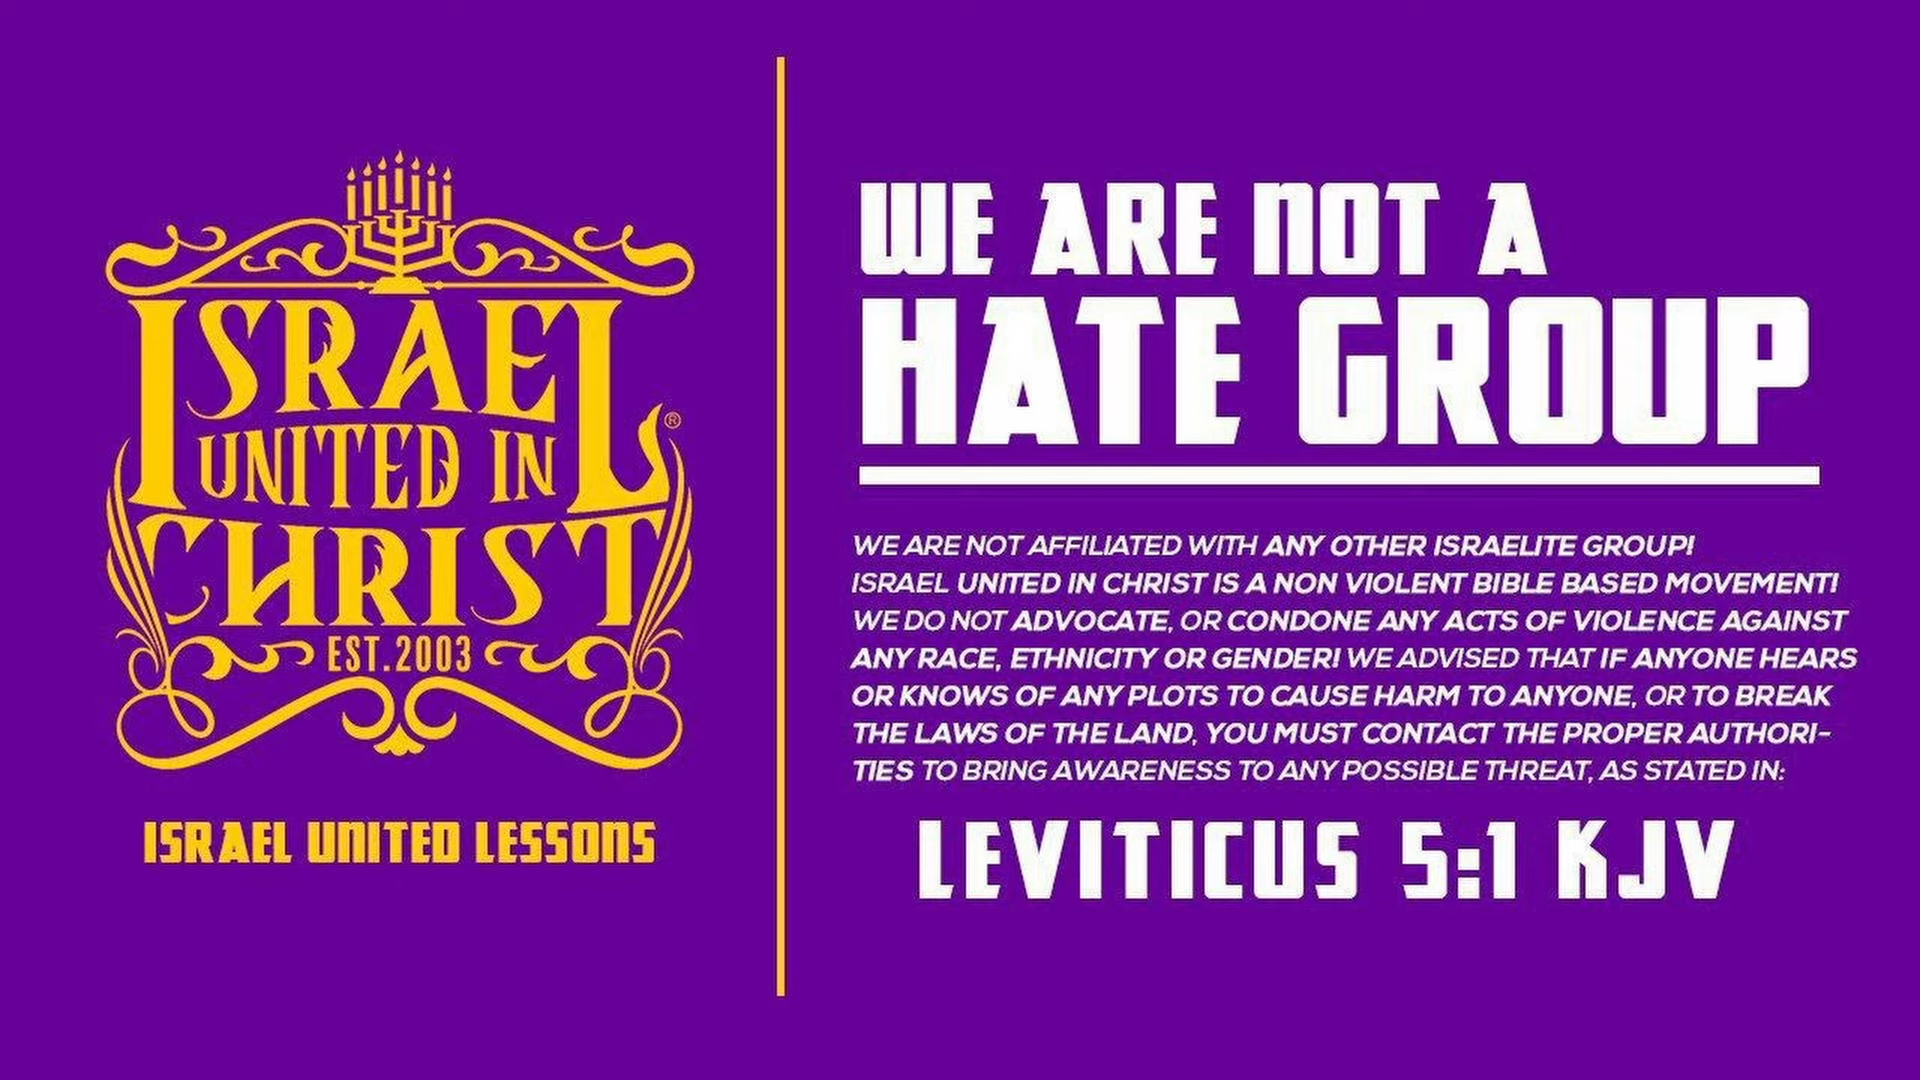 ISRAEL
UNITED IN
CHRIST
®
EST.2003
ISRAEL UNITED LESSONS
WE ARE NOT A
HATE GROUP
WE ARE NOT AFFILIATED WITH ANY OTHER ISRAELITE GROUP!
ISRAEL UNITED IN CHRIST IS A NON VIOLENT BIBLE BASED MOVEMENT!
WE DO NOT ADVOCATE, OR CONDONE ANY ACTS OF VIOLENCE AGAINST
ANY RACE, ETHNICITY OR GENDER! WE ADVISED THAT IF ANYONE HEARS
OR KNOWS OF ANY PLOTS TO CAUSE HARM TO ANYONE, OR TO BREAK
THE LAWS OF THE LAND, YOU MUST CONTACT THE PROPER AUTHORI-
TIES TO BRING AWARENESS TO ANY POSSIBLE THREAT, AS STATED IN:
LEVITICUS 5:1 KJV